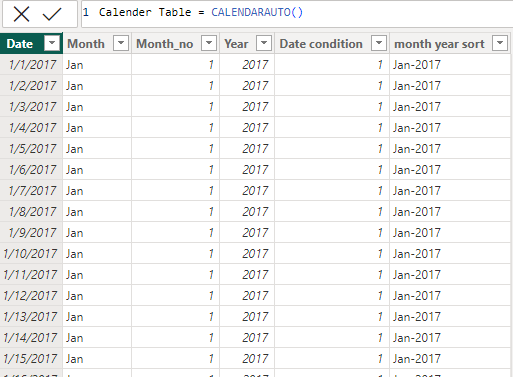 1 Calender Table = CALENDARAUTO()
Date Month Month_no Year Date condition month year sort
1/1/2017 Jan 1 2017 1 Jan-2017
1/2/2017 Jan 1 2017 1 Jan-2017
1/3/2017 Jan 1 2017 1 Jan-2017
1/4/2017 Jan 1 2017 1 Jan-2017
1/5/2017 Jan 1 2017 1 Jan-2017
1/6/2017 Jan 1 2017 1 Jan-2017
1/7/2017 Jan 1 2017 1 Jan-2017
1/8/2017 Jan 1 2017 1 Jan-2017
1/9/2017 Jan 1 2017 1 Jan-2017
1/10/2017 Jan 1 2017 1 Jan-2017
1/11/2017 Jan 1 2017 1 Jan-2017
1/12/2017 Jan 1 2017 1 Jan-2017
1/13/2017 Jan 1 2017 1 Jan-2017
1/14/2017 Jan 1 2017 1 Jan-2017
1/15/2017 Jan 1 2017 1 Jan-2017